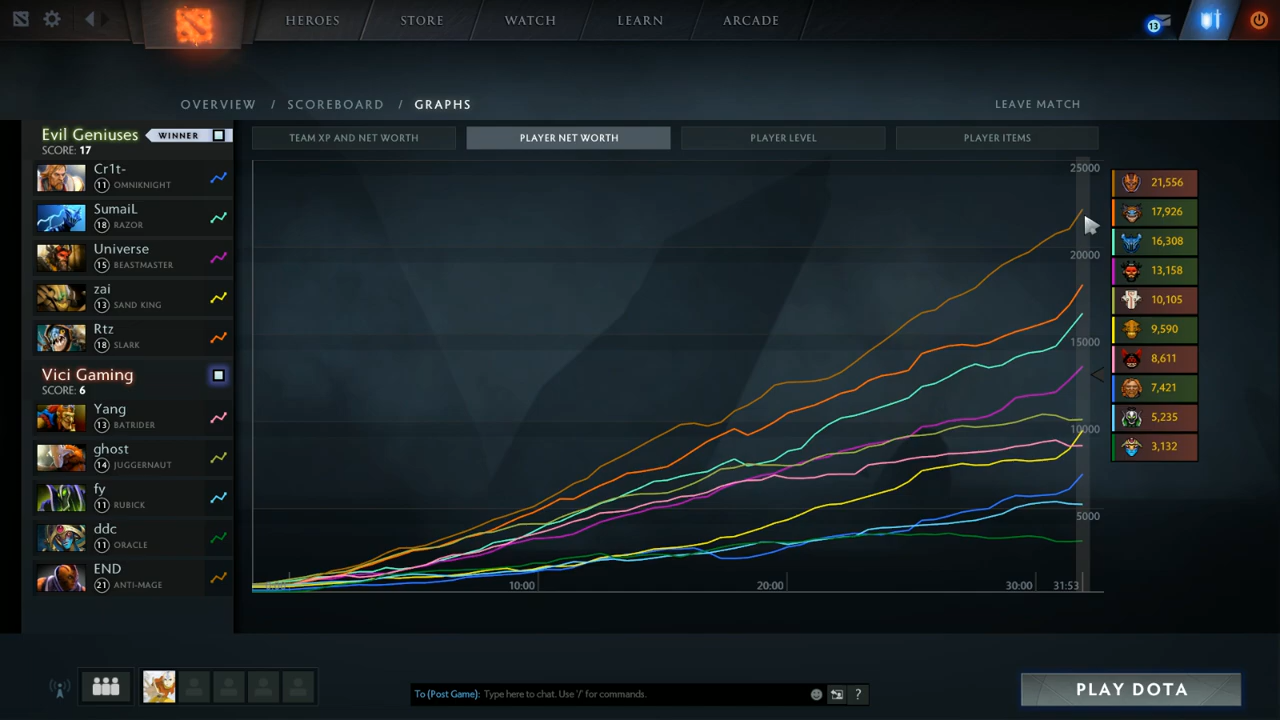 HEROES
STORE
WATCH
LEARN
ARCADE
13
OVERVIEW / SCOREBOARD / GRAPHS
LEAVE MATCH
Evil Geniuses
WINNER
SCORE: 17
Cr1t-
11 OMNIKNIGHT
SumaiL
18 RAZOR
Universe
15 BEASTMASTER
zai
13 SAND KING
Rtz
18 SLARK
Vici Gaming
SCORE: 6
Yang
13 BATRIDER
ghost
14 JUGGERNAUT
fy
11 RUBICK
ddc
11 ORACLE
END
21 ANTI-MAGE
TEAM XP AND NET WORTH
PLAYER NET WORTH
PLAYER LEVEL
PLAYER ITEMS
25000
20000
15000
10000
5000
10:00
20:00
30:00
31:53
21,556
17,926
16,308
13,158
10,105
9,590
8,611
7,421
5,235
3,132
To (Post Game): Type here to chat. Use '/' for commands.
?
PLAY DOTA